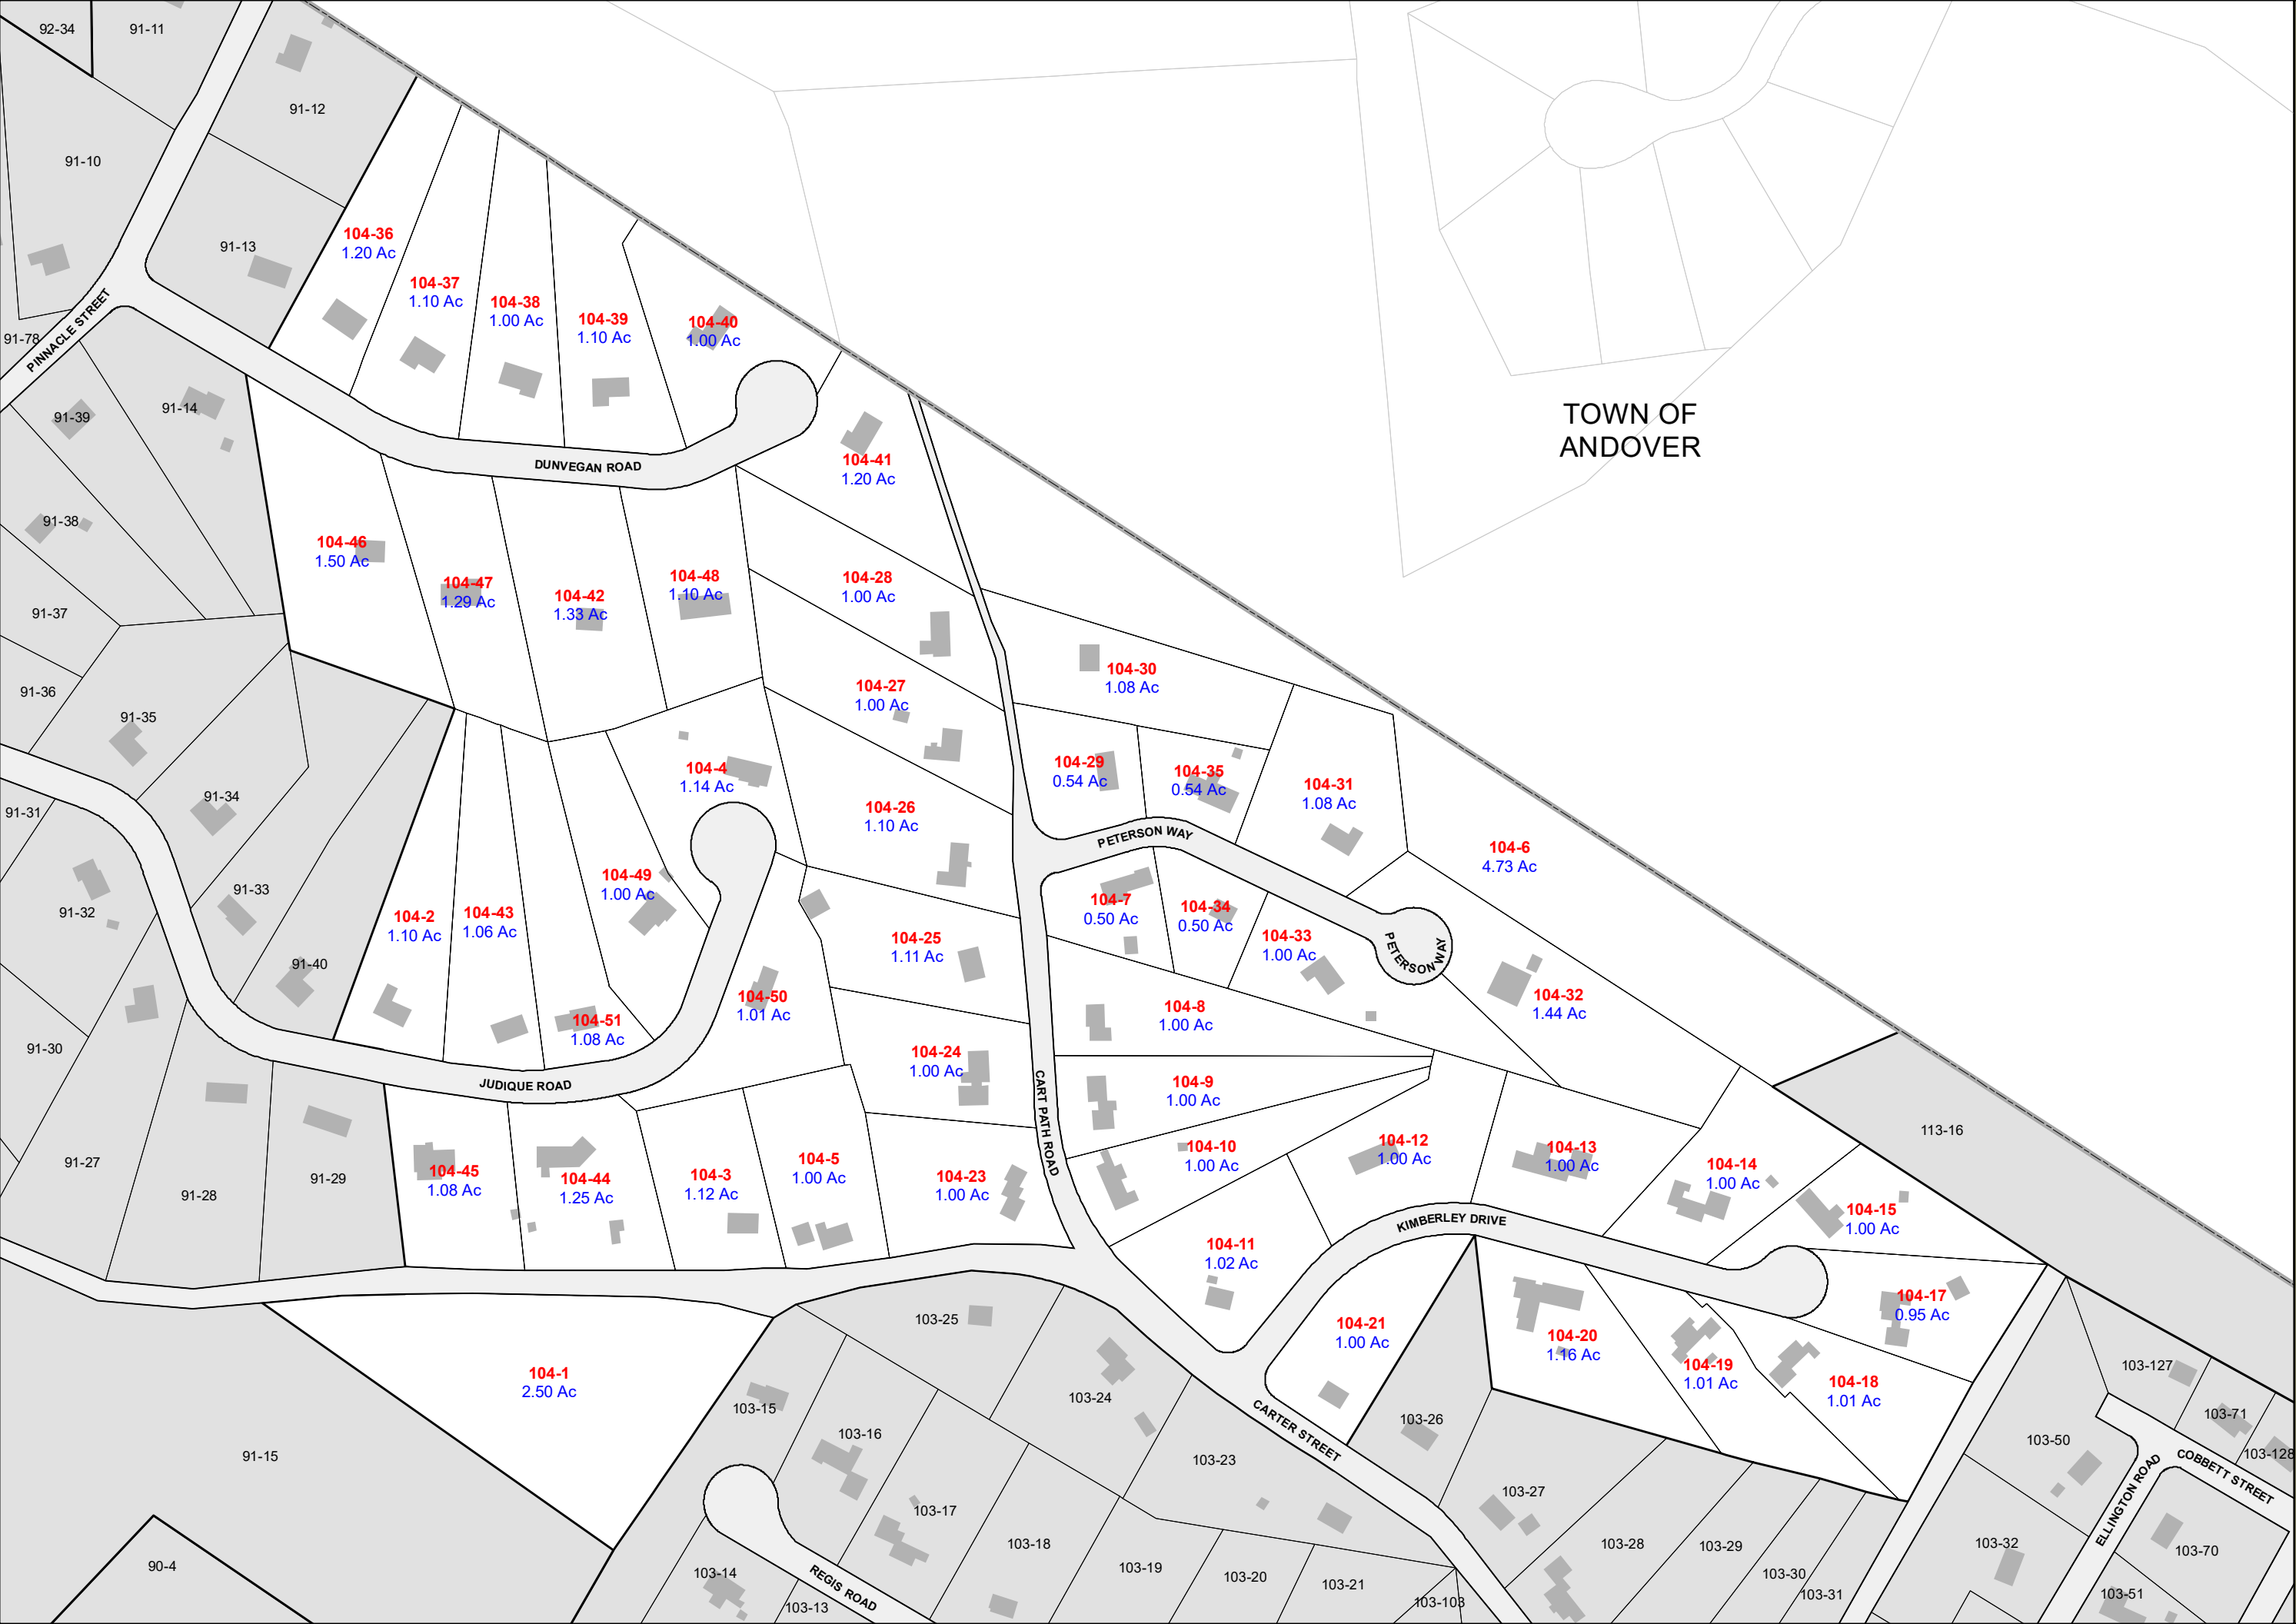 92-34
91-11
91-12
91-10
91-13
PINNACLE STREET
91-78
104-36
1.20 Ac
104-37
1.10 Ac
104-38
1.00 Ac
104-39
1.10 Ac
104-40
1.00 Ac
TOWN OF
ANDOVER
91-39
91-14
DUNVEGAN ROAD
104-41
1.20 Ac
91-38
104-46
1.50 Ac
104-47
1.29 Ac
104-42
1.33 Ac
104-48
1.10 Ac
104-28
1.00 Ac
91-37
91-36
91-35
104-27
1.00 Ac
104-30
1.08 Ac
104-4
1.14 Ac
104-29
0.54 Ac
104-35
0.54 Ac
104-31
1.08 Ac
91-31
91-34
104-26
1.10 Ac
PETERSON WAY
104-6
4.73 Ac
91-32
91-33
104-2
1.10 Ac
104-43
1.06 Ac
104-49
1.00 Ac
104-7
0.50 Ac
104-34
0.50 Ac
104-33
1.00 Ac
PETERSON WAY
91-40
104-25
1.11 Ac
104-50
1.01 Ac
104-8
1.00 Ac
104-32
1.44 Ac
91-30
104-51
1.08 Ac
JUDIQUE ROAD
104-24
1.00 Ac
CART PATH ROAD
104-9
1.00 Ac
91-27
91-28
91-29
104-45
1.08 Ac
104-44
1.25 Ac
104-3
1.12 Ac
104-5
1.00 Ac
104-23
1.00 Ac
104-10
1.00 Ac
104-12
1.00 Ac
104-13
1.00 Ac
104-14
1.00 Ac
113-16
104-15
1.00 Ac
KIMBERLEY DRIVE
104-11
1.02 Ac
104-21
1.00 Ac
104-20
1.16 Ac
104-17
0.95 Ac
104-19
1.01 Ac
104-18
1.01 Ac
104-1
2.50 Ac
103-25
103-24
103-15
103-16
103-23
CARTER STREET
103-26
103-127
103-71
103-50
103-128
COBBETT STREET
ELLINGTON ROAD
91-15
103-17
103-18
103-27
103-28
103-29
103-30
103-31
103-32
103-70
103-51
90-4
103-14
103-13
REGIS ROAD
103-19
103-20
103-21
103-103